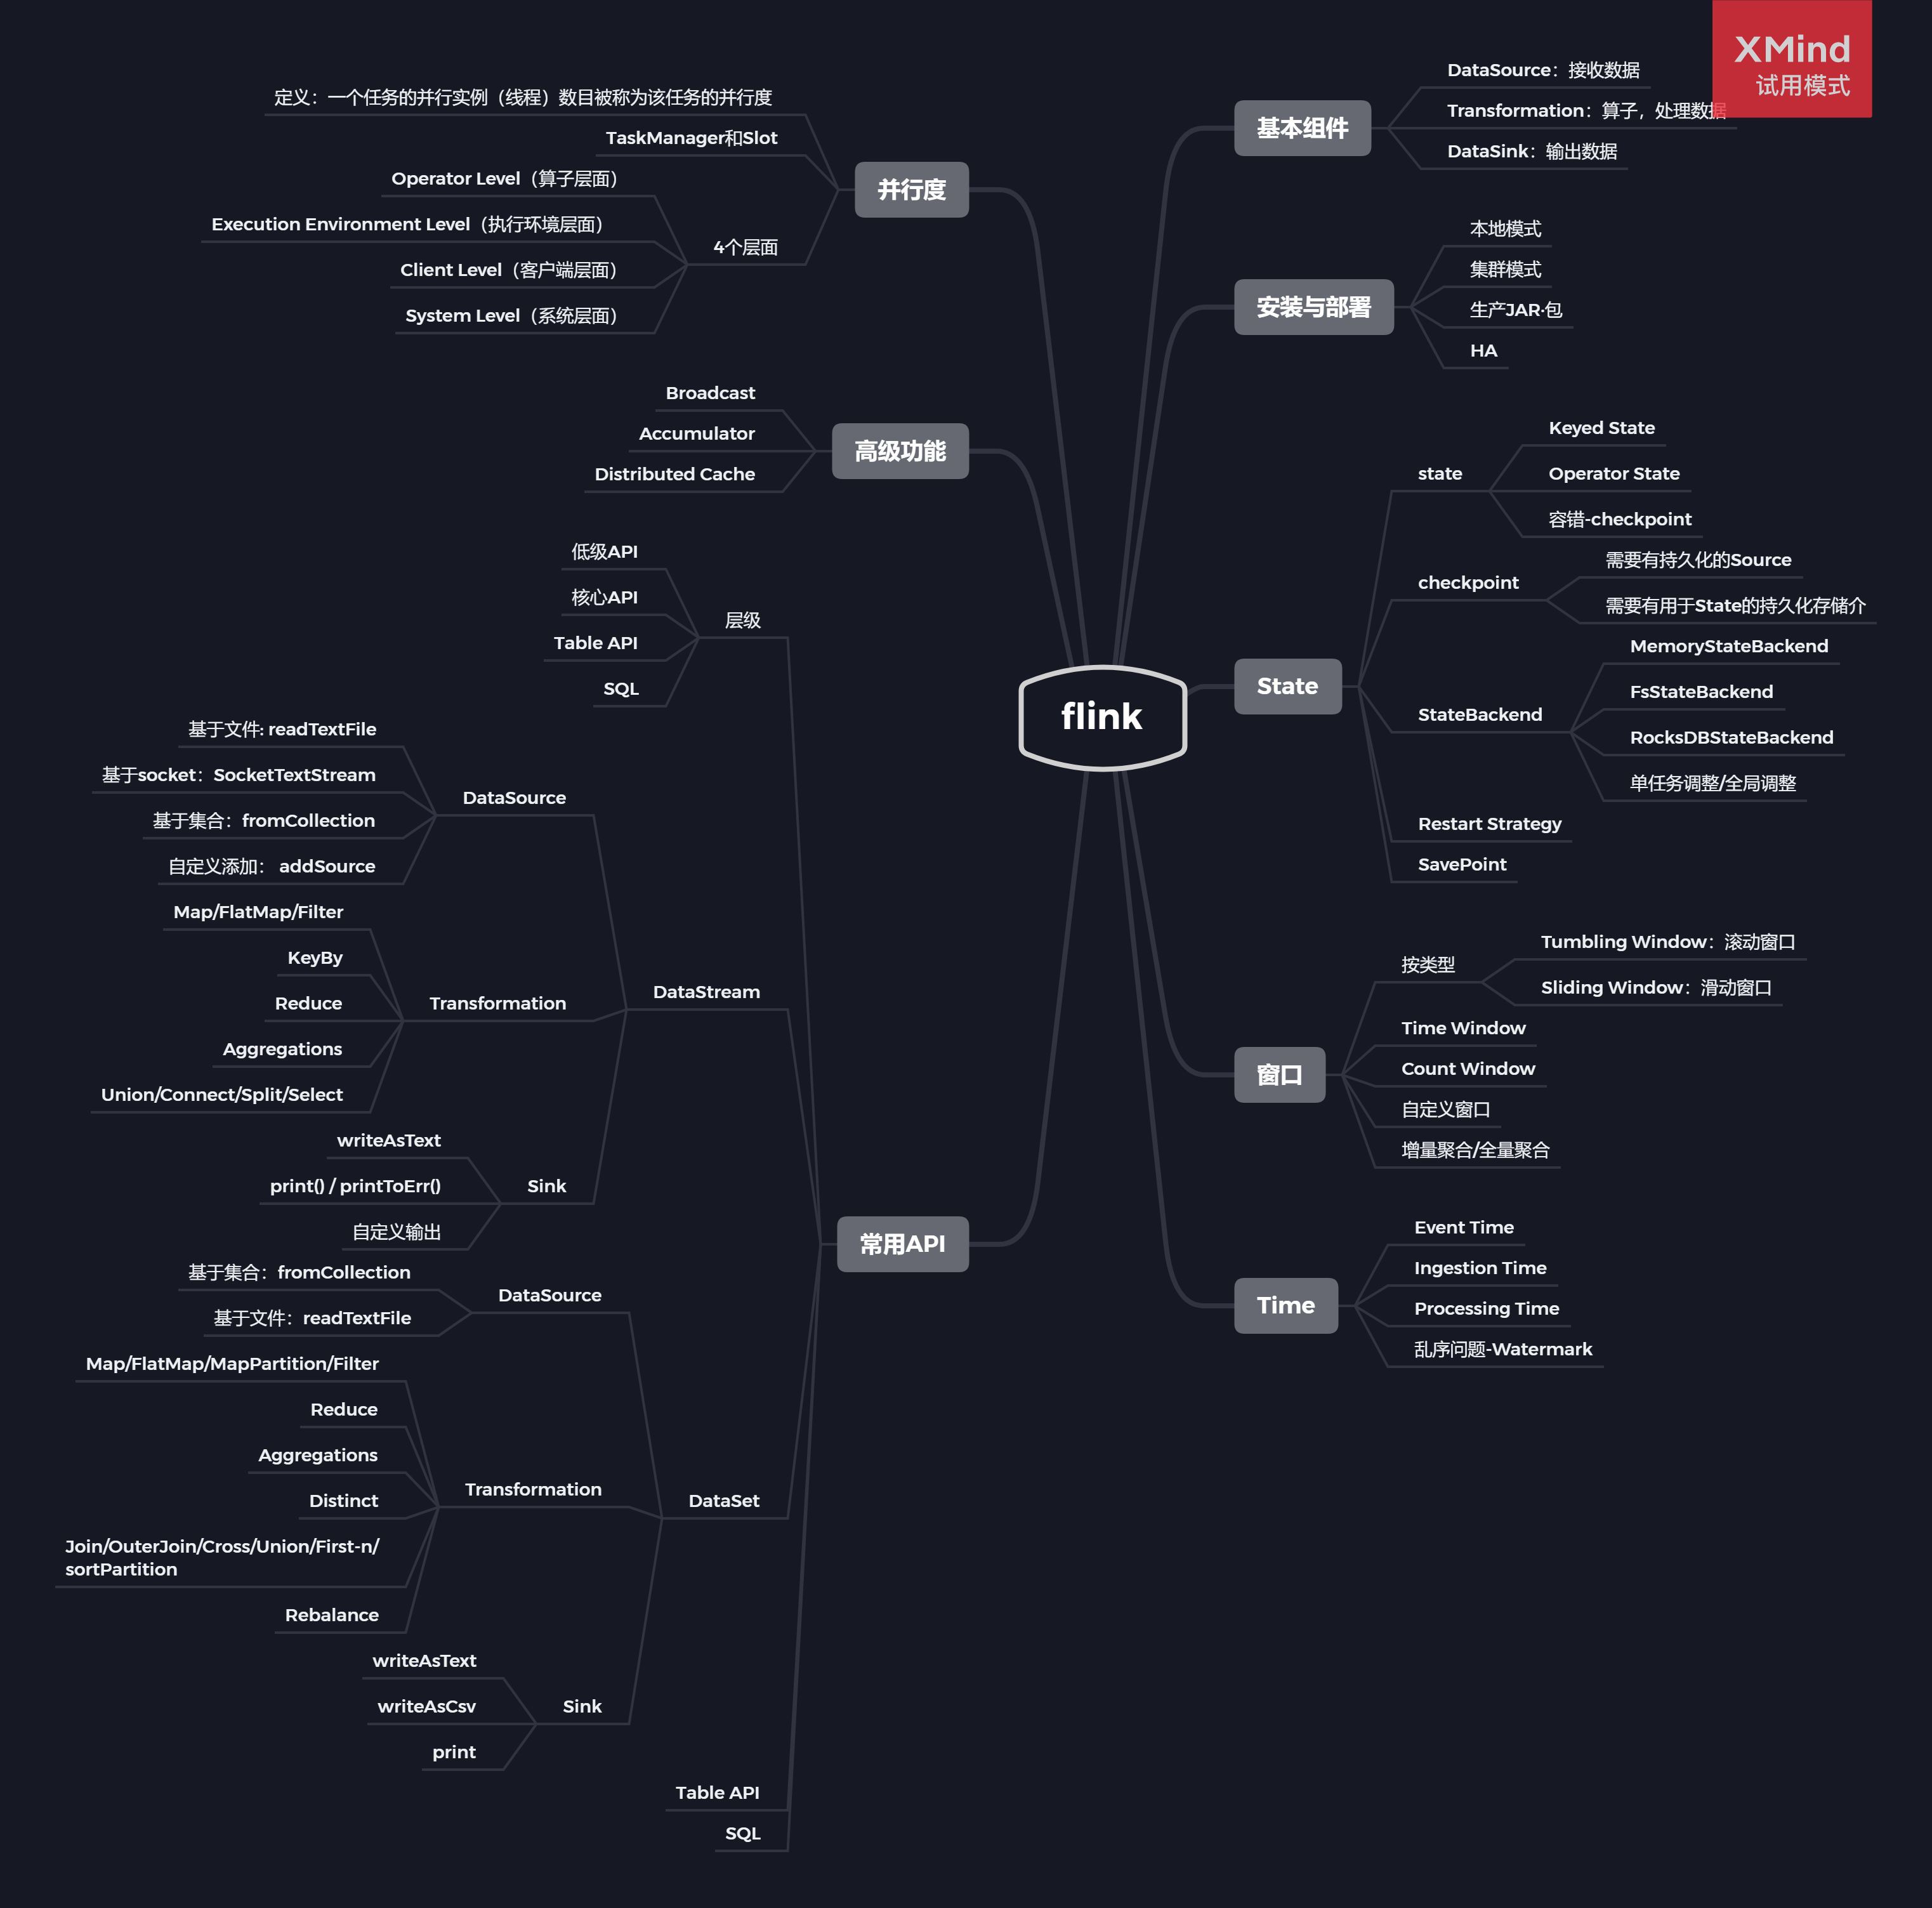 XMind
试用模式
flink
基本组件
DataSource：接收数据
Transformation：算子，处理数据
DataSink：输出数据
安装与部署
本地模式
集群模式
生产JAR·包
HA
State
state
Keyed State
Operator State
容错-checkpoint
checkpoint
需要有持久化的Source
需要有用于State的持久化存储介
StateBackend
MemoryStateBackend
FsStateBackend
RocksDBStateBackend
单任务调整/全局调整
Restart Strategy
SavePoint
窗口
按类型
Tumbling Window：滚动窗口
Sliding Window：滑动窗口
Time Window
Count Window
自定义窗口
增量聚合/全量聚合
Time
Event Time
Ingestion Time
Processing Time
乱序问题-Watermark
并行度
定义：一个任务的并行实例（线程）数目被称为该任务的并行度
TaskManager和Slot
4个层面
Operator Level（算子层面）
Execution Environment Level（执行环境层面）
Client Level（客户端层面）
System Level（系统层面）
高级功能
Broadcast
Accumulator
Distributed Cache
常用API
层级
低级API
核心API
Table API
SQL
DataStream
DataSource
基于文件: readTextFile
基于socket：SocketTextStream
基于集合：fromCollection
自定义添加： addSource
Transformation
Map/FlatMap/Filter
KeyBy
Reduce
Aggregations
Union/Connect/Split/Select
Sink
writeAsText
print() / printToErr()
自定义输出
DataSet
DataSource
基于集合：fromCollection
基于文件：readTextFile
Transformation
Map/FlatMap/MapPartition/Filter
Reduce
Aggregations
Distinct
Join/OuterJoin/Cross/Union/First-n/
sortPartition
Rebalance
Sink
writeAsText
writeAsCsv
print
Table API
SQL